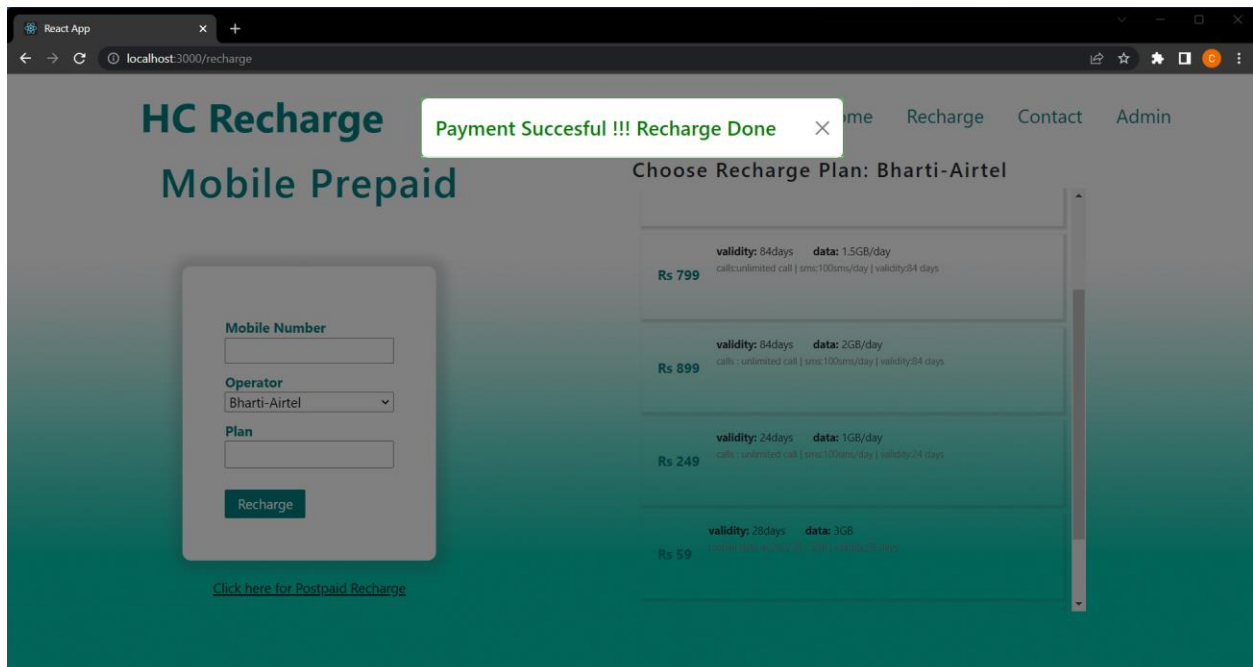 React App
localhost:3000/recharge
C
HC Recharge
Payment Succesful !!! Recharge Done
ome Recharge Contact Admin
Mobile Prepaid
Mobile Number
Operator
Bharti-Airtel
Plan
Recharge
Click here for Postpaid Recharge
Choose Recharge Plan: Bharti-Airtel
validity: 84days data: 1.5GB/day
Rs 799 calls:unlimited call | sms:100sms/day | validity:84 days
validity: 84days data: 2GB/day
Rs 899 calls : unlimited call | sms:100sms/day | validity:84 days
validity: 24days data: 1GB/day
Rs 249 calls : unlimited call | sms:100sms/day | validity:24 days
validity: 28days data: 3GB
Rs 59